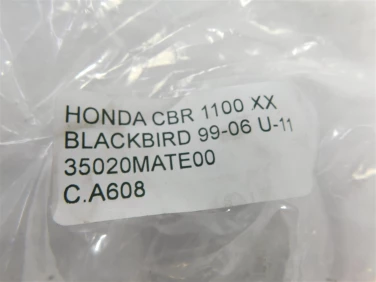 HONDA CBR 1100 XX
BLACKBIRD 99-06 U-11
35020MATE00
C.A608